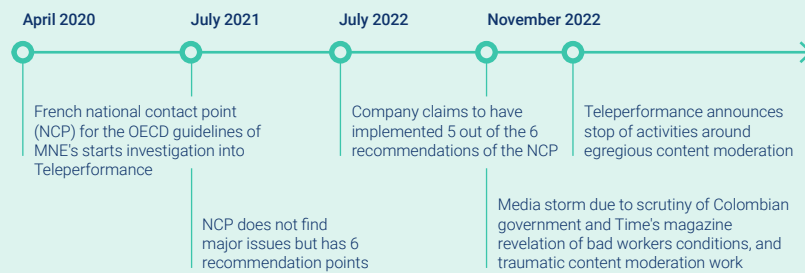 April 2020
July 2021
July 2022
November 2022
French national contact point
(NCP) for the OECD guidelines of
MNE's starts investigation into
Teleperformance
Company claims to have
implemented 5 out of the 6
recommendations of the NCP
Teleperformance announces
stop of activities around
egregious content moderation
NCP does not find
major issues but has 6
recommendation points
Media storm due to scrutiny of Colombian
government and Time's magazine
revelation of bad workers conditions, and
traumatic content moderation work